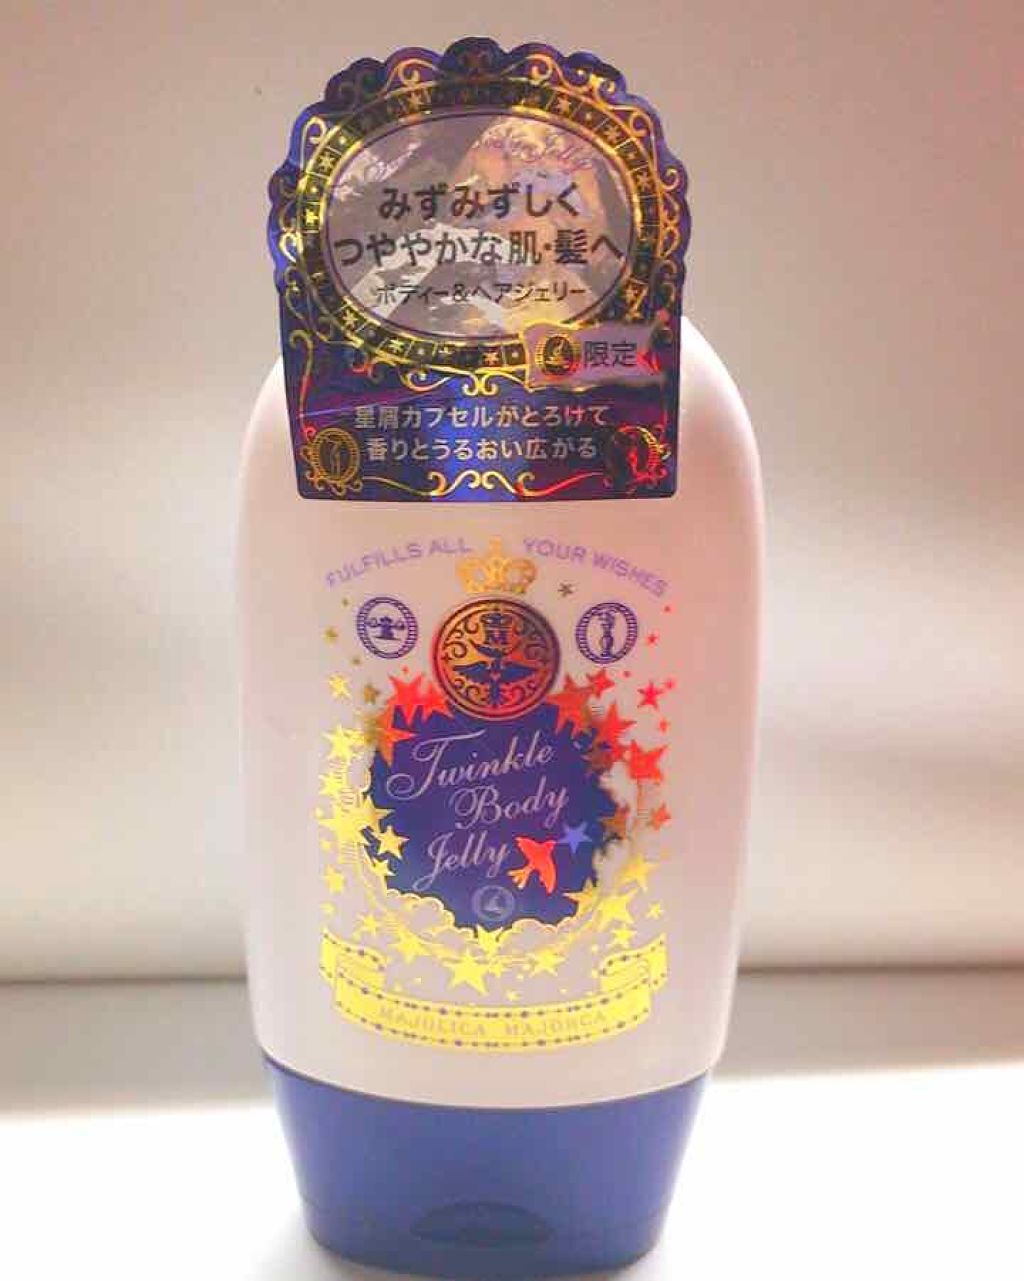 みずみずしく
つややかな肌・髪へ
ボディー&ヘアジェリー
限定
星屑カプセルがとろけて
香りとうるおい広がる
FULFILLS ALL YOUR WISHES
M
Twinkle
Body
Jelly
MAJOLICA MAJORCA